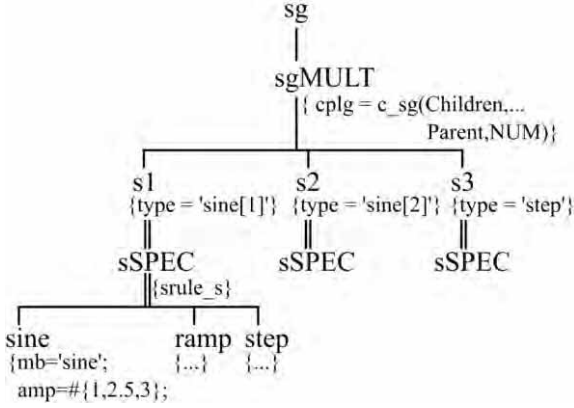 sg
sgMULT
{ cplg = c_sg(Children,...
Parent,NUM)}
s1 s2 s3
{type = 'sine[1]'} {type = 'sine[2]'} {type = 'step'}
sSPEC sSPEC sSPEC
{srule_s}
sine ramp step
{mb='sine'; {...} {...}
amp=#{1,2.5,3};